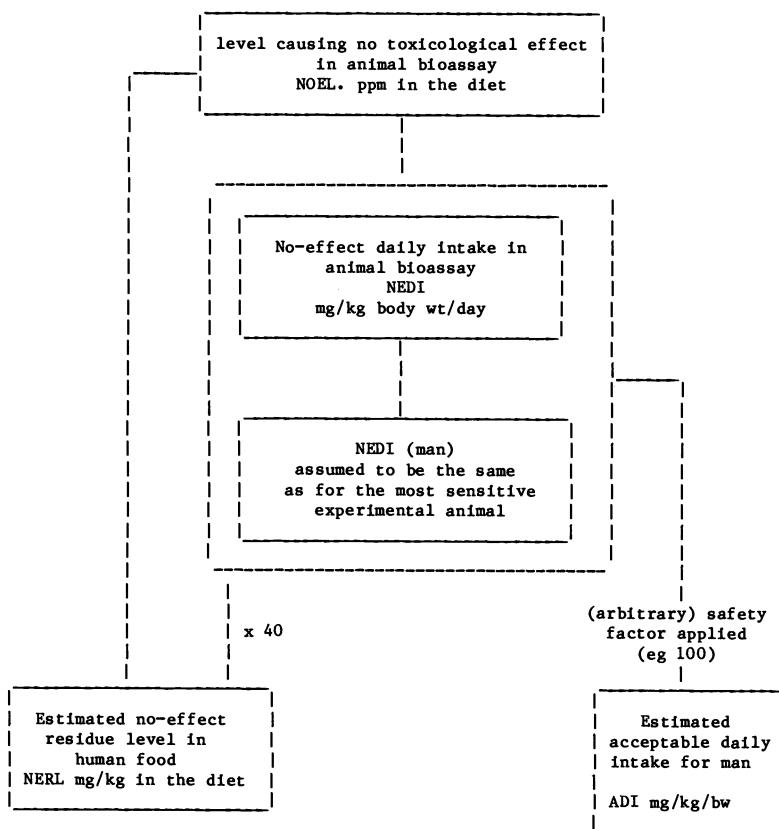 level causing no toxicological effect
in animal bioassay
NOEL. ppm in the diet
No-effect daily intake in
animal bioassay
NEDI
mg/kg body wt/day
NEDI (man)
assumed to be the same
as for the most sensitive
experimental animal
x 40
(arbitrary) safety
factor applied
(eg 100)
Estimated no-effect
residue level in
human food
NERL mg/kg in the diet
Estimated
acceptable daily
intake for man
ADI mg/kg/bw